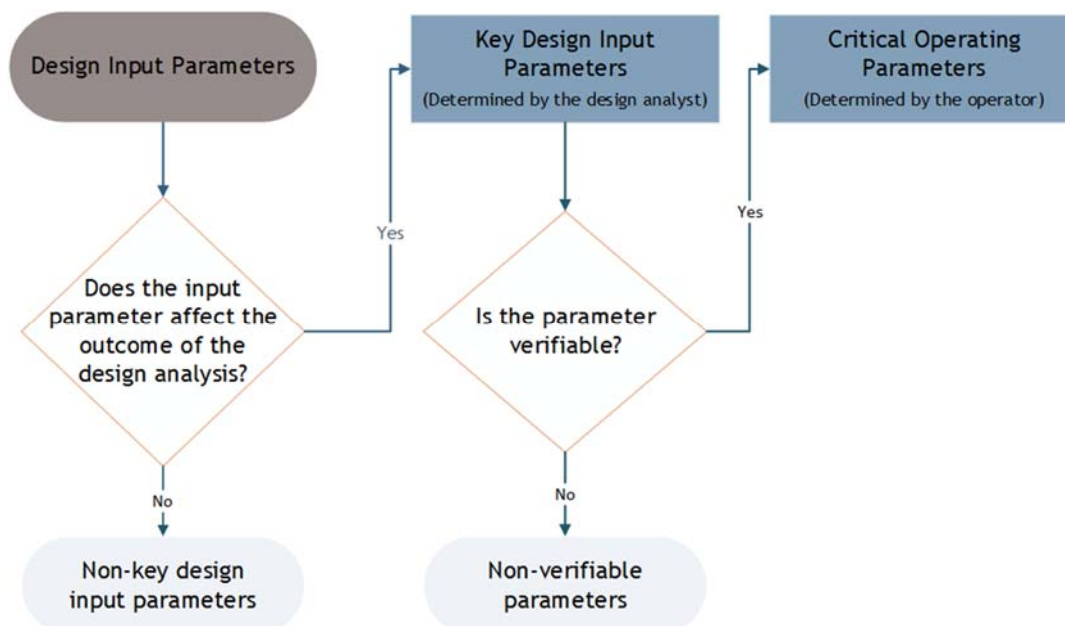 Design Input Parameters
Key Design Input
Parameters
(Determined by the design analyst)
Critical Operating
Parameters
(Determined by the operator)
Yes
Yes
Does the input
parameter affect the
outcome of the
design analysis?
Is the parameter
verifiable?
No
No
Non-key design
input parameters
Non-verifiable
parameters